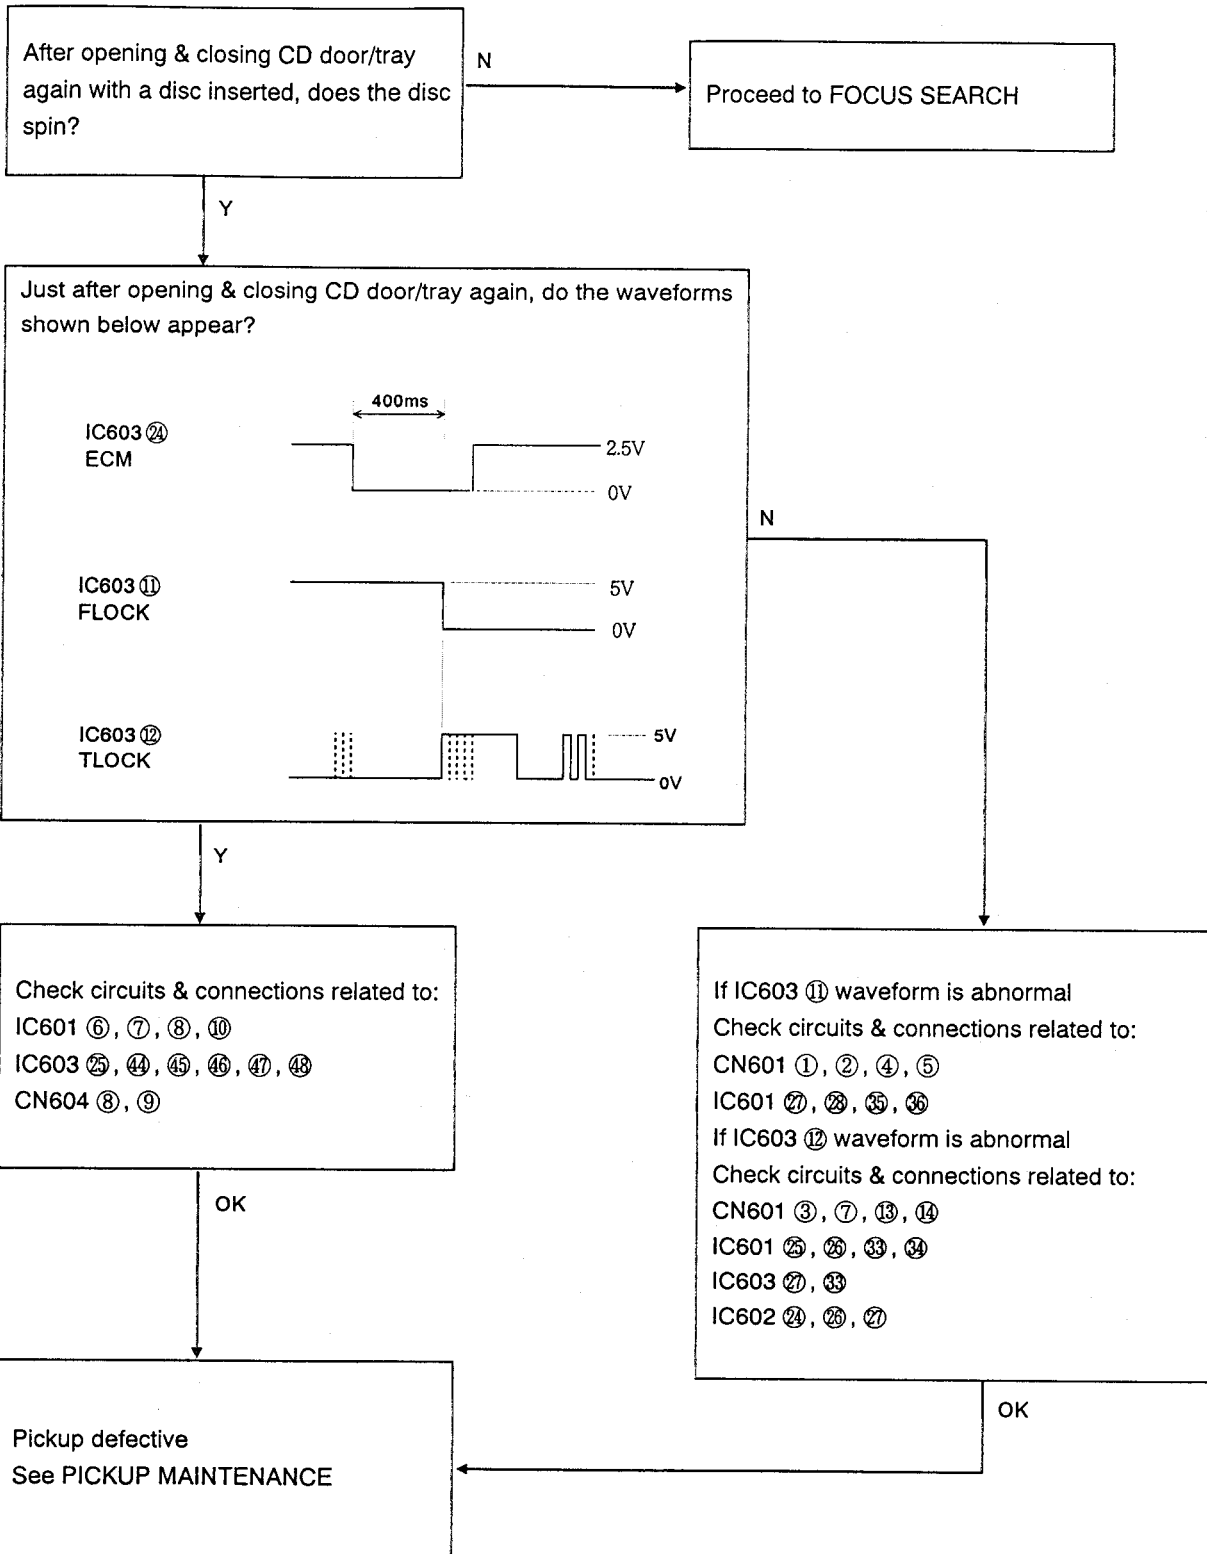 After opening & closing CD door/tray
again with a disc inserted, does the disc
spin?
N
Proceed to FOCUS SEARCH
Y
Just after opening & closing CD door/tray again, do the waveforms
shown below appear?
400ms
IC603 ㉔
ECM
2.5V
0V
N
IC603 ⑪
FLOCK
5V
0V
IC603 ⑫
TLOCK
5V
0V
Y
Check circuits & connections related to:
IC601 ⑥, ⑦, ⑧, ⑩
IC603 ㉕, ㊹, ㊺, ㊻, ㊼, ㊽
CN604 ⑧, ⑨
OK
If IC603 ⑪ waveform is abnormal
Check circuits & connections related to:
CN601 ①, ②, ④, ⑤
IC601 ㉗, ㉘, ㉟, ㊱
If IC603 ⑫ waveform is abnormal
Check circuits & connections related to:
CN601 ③, ⑦, ⑬, ⑭
IC601 ㉕, ㉖, ㉝, ㉞
IC603 ㉗, ㉝
IC602 ㉔, ㉖, ㉗
OK
Pickup defective
See PICKUP MAINTENANCE